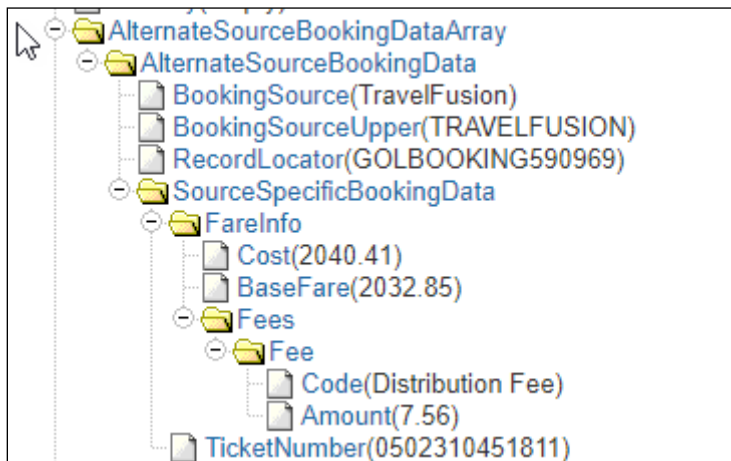 AlternateSourceBookingDataArray
AlternateSourceBookingData
BookingSource(TravelFusion)
BookingSourceUpper(TRAVELFUSION)
RecordLocator(GOLBOOKING590969)
SourceSpecificBookingData
FareInfo
Cost(2040.41)
BaseFare(2032.85)
Fees
Fee
Code(Distribution Fee)
Amount(7.56)
TicketNumber(0502310451811)